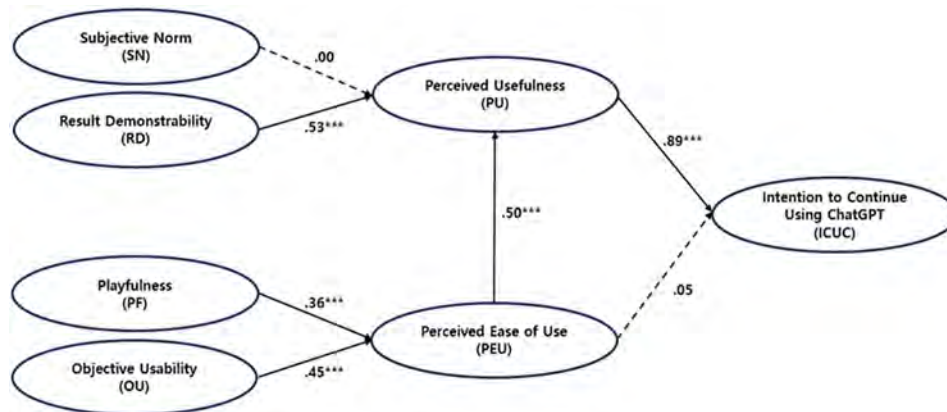 Subjective Norm
(SN)
.00
Result Demonstrability
(RD)
.53***
Perceived Usefulness
(PU)
.89***
.50***
Intention to Continue
Using ChatGPT
(ICUC)
Playfulness
(PF)
.36***
Objective Usability
(OU)
.45***
Perceived Ease of Use
(PEU)
.05